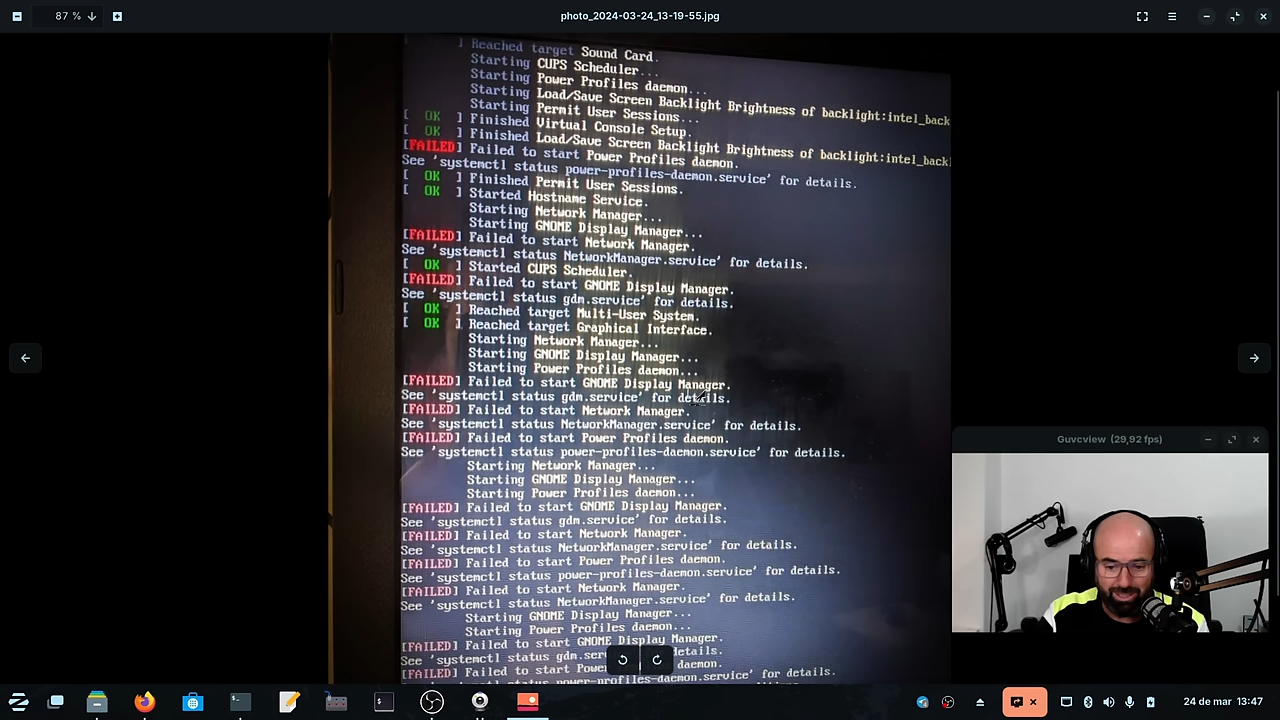 87 %
photo_2024-03-24_13-19-55.jpg
] Reached target Sound Card.
Starting CUPS Scheduler...
Starting Power Profiles daemon...
Starting Load/Save Screen Backlight Brightness of backlight:intel_back
Starting Permit User Sessions...
[ OK ] Finished Virtual Console Setup.
[ OK ] Finished Load/Save Screen Backlight Brightness of backlight:intel_backl
[FAILED] Failed to start Power Profiles daemon.
See 'systemctl status power-profiles-daemon.service' for details.
[ OK ] Finished Permit User Sessions.
[ OK ] Started Hostname Service.
Starting Network Manager...
Starting GNOME Display Manager...
[FAILED] Failed to start Network Manager.
See 'systemctl status NetworkManager.service' for details.
[ OK ] Started CUPS Scheduler.
[FAILED] Failed to start GNOME Display Manager.
See 'systemctl status gdm.service' for details.
[ OK ] Reached target Multi-User System.
[ OK ] Reached target Graphical Interface.
Starting Network Manager...
Starting GNOME Display Manager...
Starting Power Profiles daemon...
[FAILED] Failed to start GNOME Display Manager.
See 'systemctl status gdm.service' for details.
[FAILED] Failed to start Network Manager.
See 'systemctl status NetworkManager.service' for details.
[FAILED] Failed to start Power Profiles daemon.
See 'systemctl status power-profiles-daemon.service' for details.
Starting Network Manager...
Starting GNOME Display Manager...
Starting Power Profiles daemon...
[FAILED] Failed to start GNOME Display Manager.
See 'systemctl status gdm.service' for details.
[FAILED] Failed to start Network Manager.
See 'systemctl status NetworkManager.service' for details.
[FAILED] Failed to start Power Profiles daemon.
See 'systemctl status power-profiles-daemon.service' for details.
[FAILED] Failed to start Network Manager.
See 'systemctl status NetworkManager.service' for details.
Starting GNOME Display Manager...
Starting Power Profiles daemon...
[FAILED] Failed to start GNOME Display Manager.
See 'systemctl status gdm.ser details.
[FAILED] Failed to start Powe daemon.
See 'systemctl status power-profiles-daemon.service' for details.
Guvcview (29,92 fps)
24 de mar 13:47